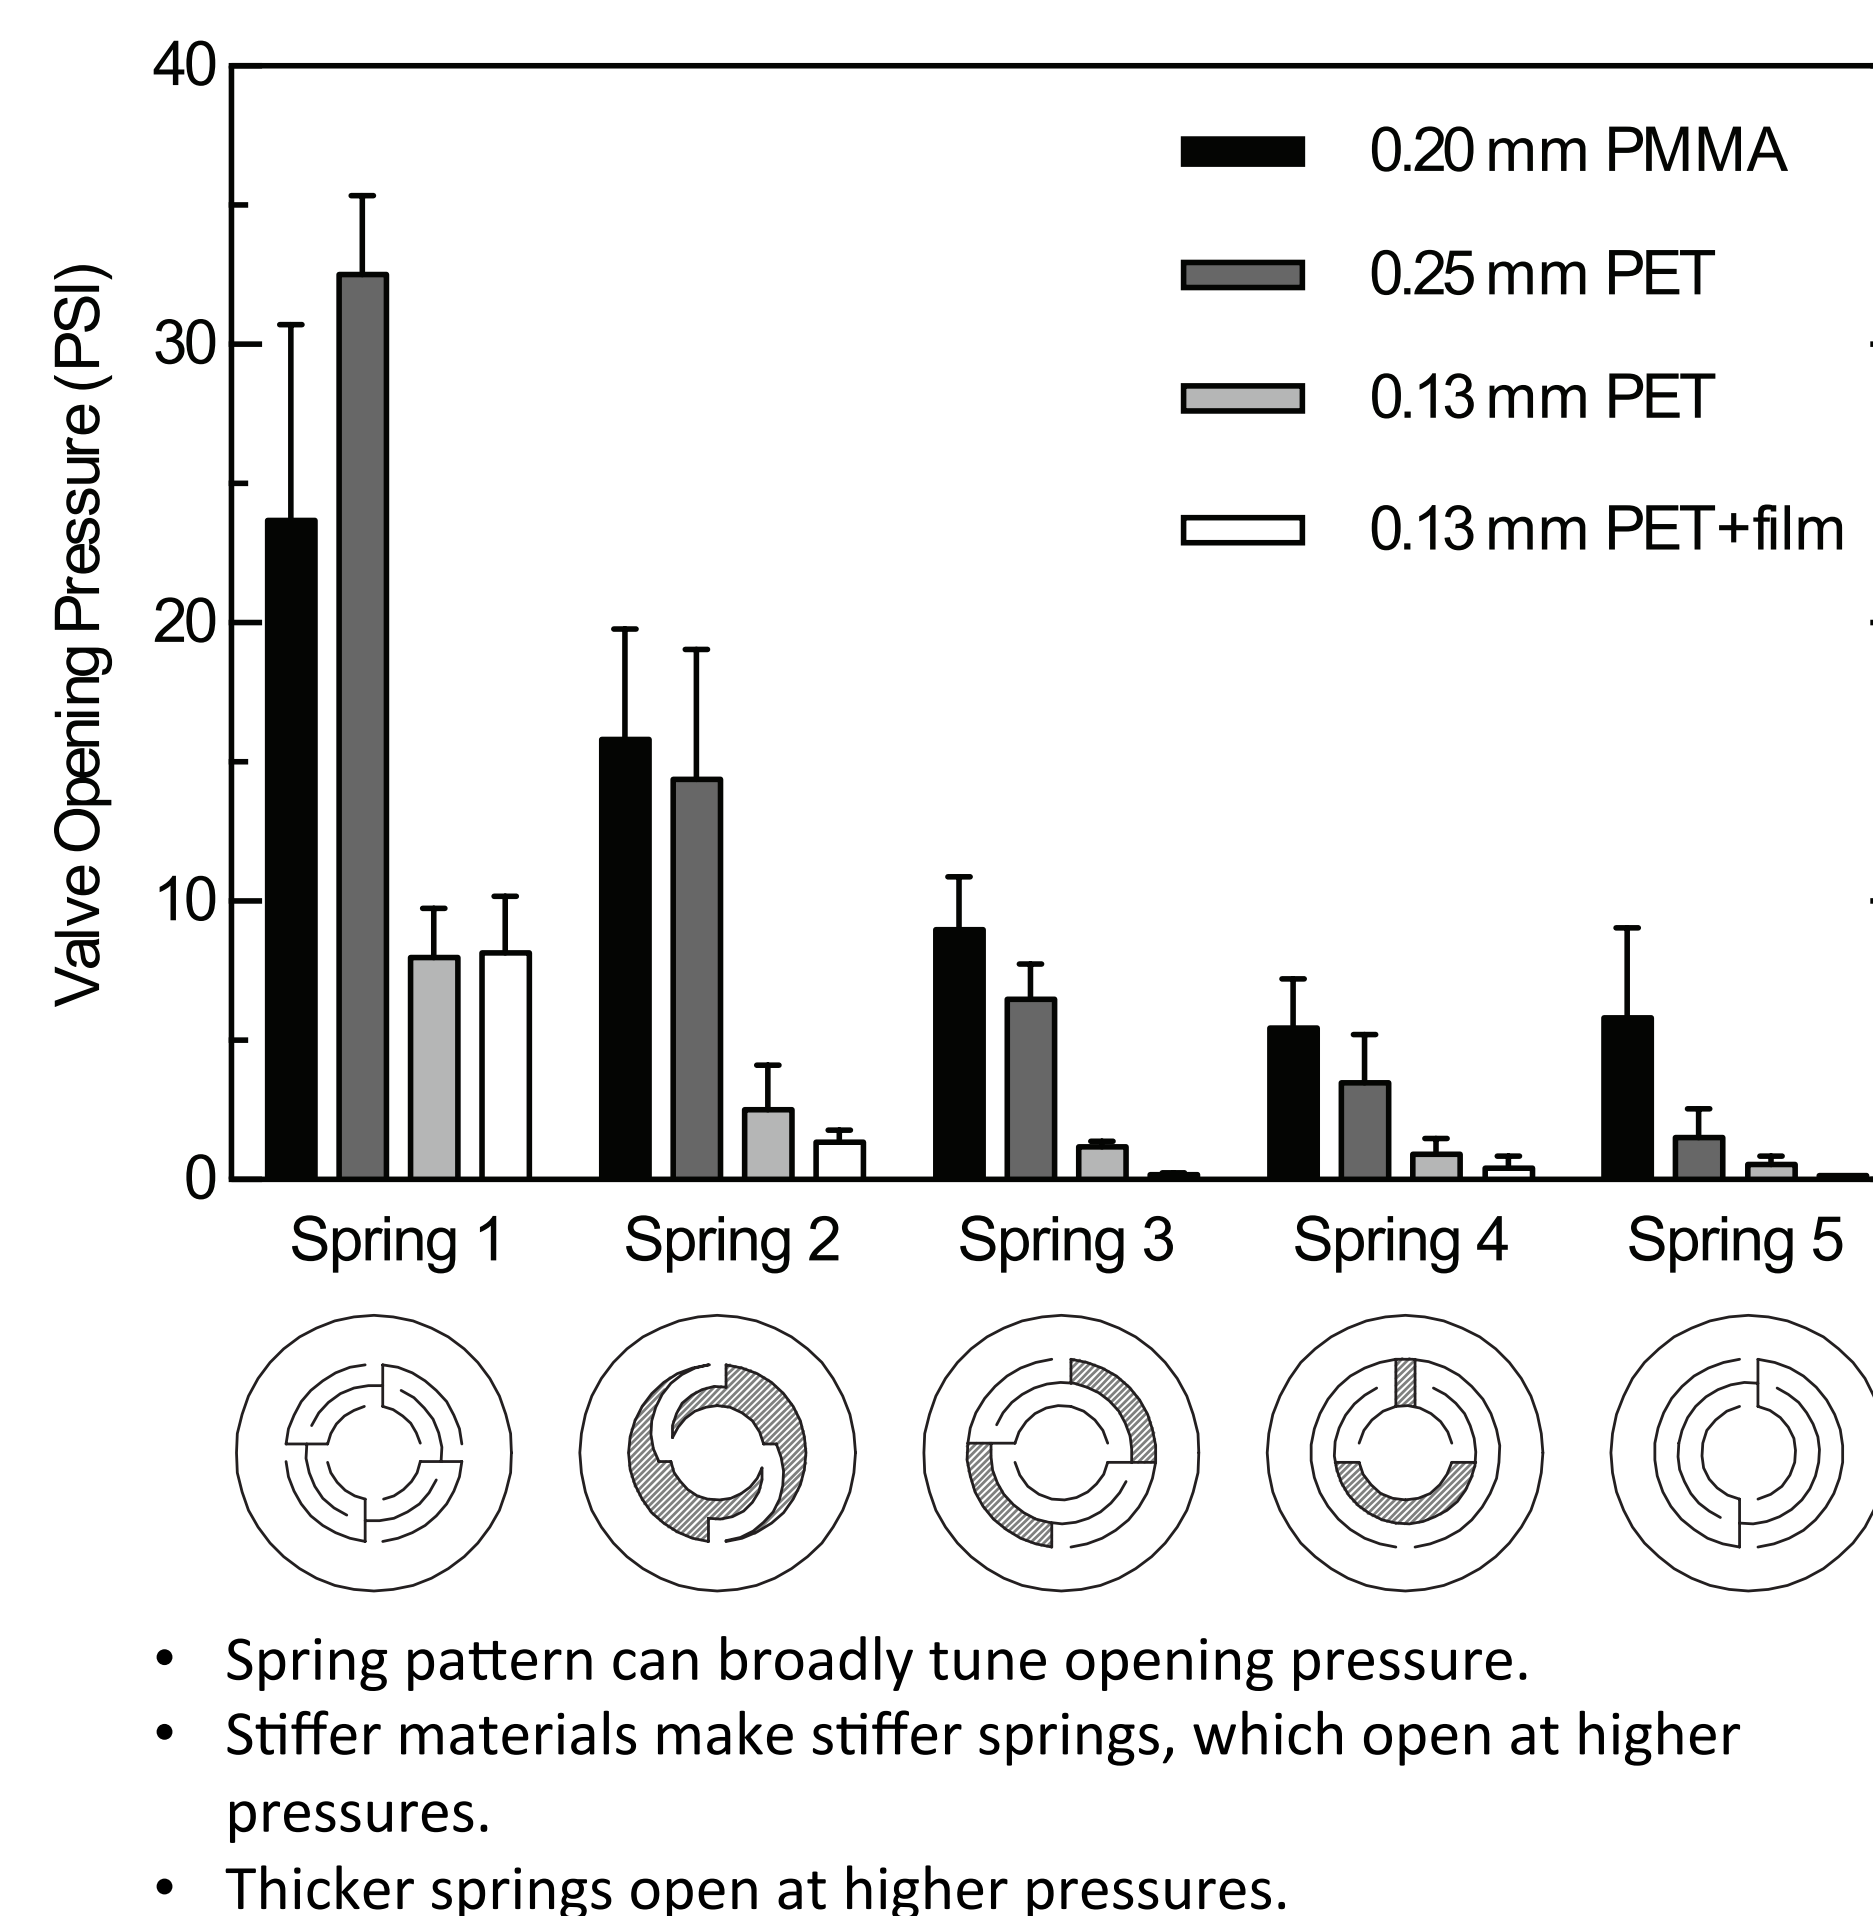 40
0.20 mm PMMA
0.25 mm PET
30
0.13 mm PET
0.13 mm PET+film
20
10
0
Valve Opening Pressure (PSI)
Spring 1 Spring 2 Spring 3 Spring 4 Spring 5
• Spring pattern can broadly tune opening pressure.
• Stiffer materials make stiffer springs, which open at higher
pressures.
• Thicker springs open at higher pressures.